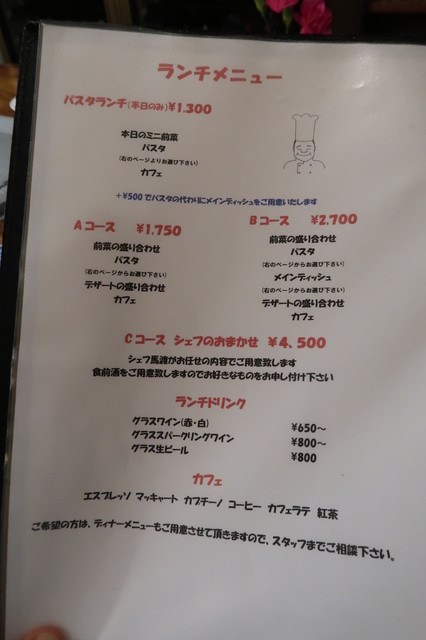 ランチメニュー
パスタランチ(平日のみ)¥1.300
本日のミニ前菜
パスタ
(右のページよりお選び下さい)
カフェ
+¥500でパスタの代わりにメインディッシュをご用意いたします
Aコース ¥1.750
前菜の盛り合わせ
パスタ
(右のページからお選び下さい)
デザートの盛り合わせ
カフェ
Bコース ¥2.700
前菜の盛り合わせ
パスタ
(右のページからお選び下さい)
メインディッシュ
(右のページからお選び下さい)
デザートの盛り合わせ
カフェ
Cコース シェフのおまかせ ¥4、500
シェフ馬渡がお任せの内容でご用意致します
食前酒をご用意致しますのでお好きなものをお申し付け下さい
ランチドリンク
グラスワイン(赤・白) ¥650~
グラススパークリングワイン ¥800~
グラス生ビール ¥800
カフェ
エスプレッソ マッキャート カプチーノ コーヒー カフェラテ 紅茶
ご希望の方は、ディナーメニューもご用意させて頂きますので、スタッフまでご相談下さい。